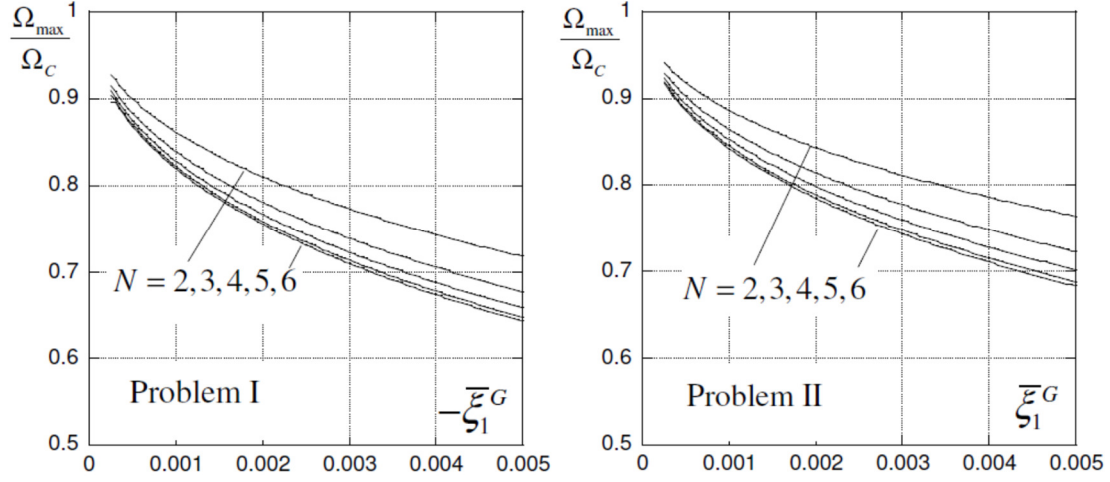 Ω_max / Ω_C
1
0.9
0.8
0.7
0.6
0.5
N = 2,3,4,5,6
Problem I
−ξ̄₁ᴳ
0 0.001 0.002 0.003 0.004 0.005
Ω_max / Ω_C
1
0.9
0.8
0.7
0.6
0.5
N = 2,3,4,5,6
Problem II
ξ̄₁ᴳ
0 0.001 0.002 0.003 0.004 0.005